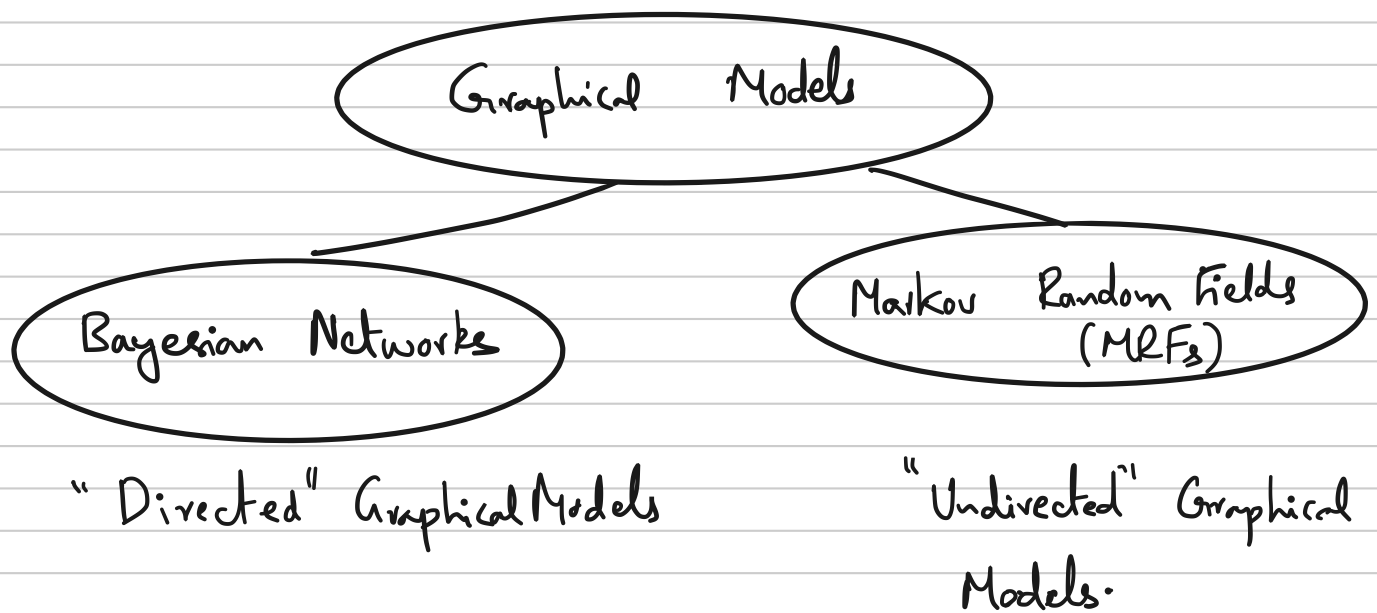 Graphical Models
Bayesian Networks
Markov Random Fields
(MRFs)
"Directed" Graphical Models
"Undirected" Graphical
Models.